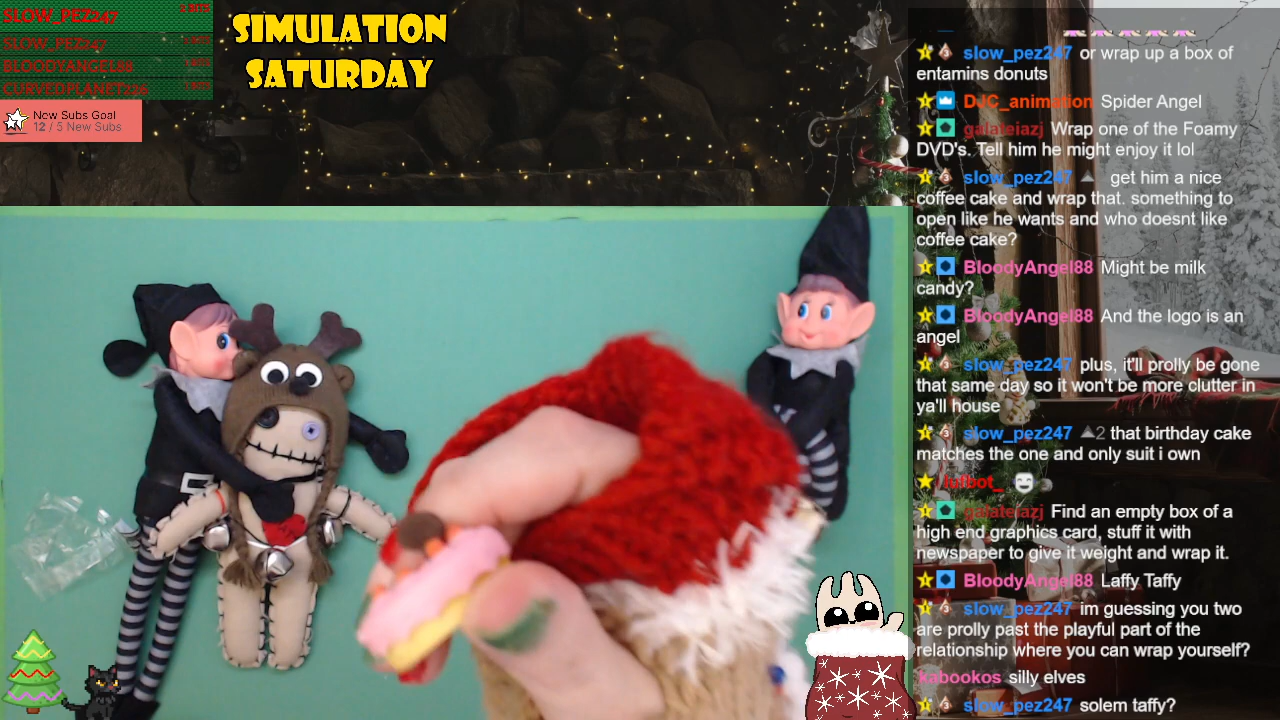 SLOW_PEZ247
SLOW_PEZ247
BLOODYANGEL88
CURVEDPLANET226
New Subs Goal
12 / 5 New Subs
SIMULATION
SATURDAY
slow_pez247 or wrap up a box of
entamins donuts
DJC_animation Spider Angel
galateiazj Wrap one of the Foamy
DVD's. Tell him he might enjoy it lol
slow_pez247 get him a nice
coffee cake and wrap that. something to
open like he wants and who doesnt like
coffee cake?
BloodyAngel88 Might be milk
candy?
BloodyAngel88 And the logo is an
angel
slow_pez247 plus, it'll prolly be gone
that same day so it won't be more clutter in
ya'll house
slow_pez247 2 that birthday cake
matches the one and only suit i own
lufbot_
galateiazj Find an empty box of a
high end graphics card, stuff it with
newspaper to give it weight and wrap it.
BloodyAngel88 Laffy Taffy
slow_pez247 im guessing you two
are prolly past the playful part of the
relationship where you can wrap yourself?
kabookos silly elves
slow_pez247 solem taffy?